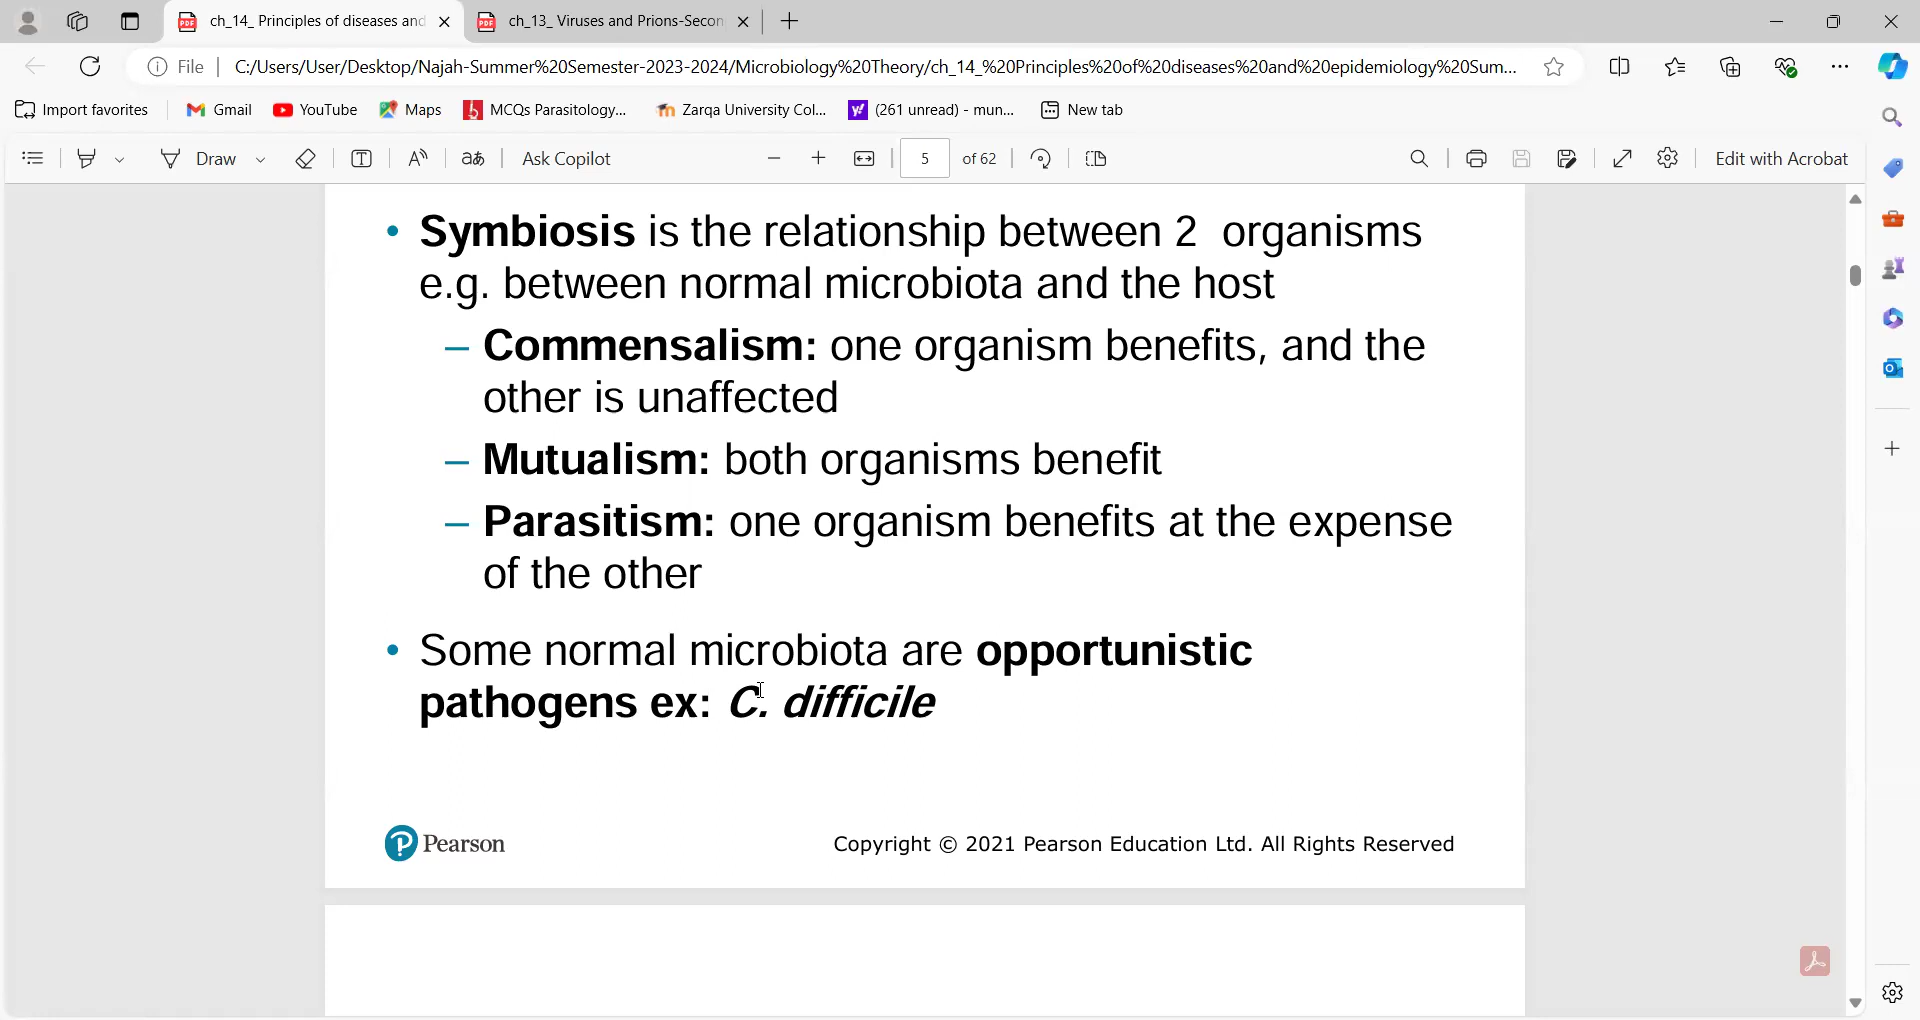 ch_14_ Principles of diseases and
ch_13_ Viruses and Prions-Secon
File
C:/Users/User/Desktop/Najah-Summer%20Semester-2023-2024/Microbiology%20Theory/ch_14_%20Principles%20of%20diseases%20and%20epidemiology%20Sum...
Import favorites Gmail YouTube Maps MCQs Parasitology... Zarqa University Col... (261 unread) - mun... New tab
Draw aあ Ask Copilot 5 of 62 Edit with Acrobat
• Symbiosis is the relationship between 2 organisms
e.g. between normal microbiota and the host
– Commensalism: one organism benefits, and the
other is unaffected
– Mutualism: both organisms benefit
– Parasitism: one organism benefits at the expense
of the other
• Some normal microbiota are opportunistic
pathogens ex: C. difficile
Pearson
Copyright © 2021 Pearson Education Ltd. All Rights Reserved